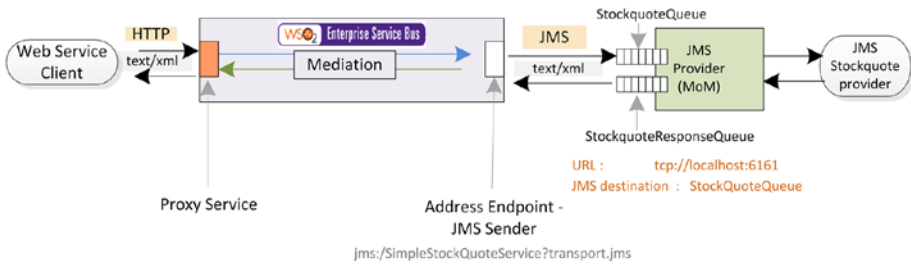 StockquoteQueue
HTTP
WSO2 Enterprise Service Bus
JMS
Web Service
Client
text/xml
Mediation
text/xml
JMS
Provider
(MoM)
JMS
Stockquote
provider
StockquoteResponseQueue
URL : tcp://localhost:6161
JMS destination : StockQuoteQueue
Proxy Service
Address Endpoint -
JMS Sender
jms:/SimpleStockQuoteService?transport.jms